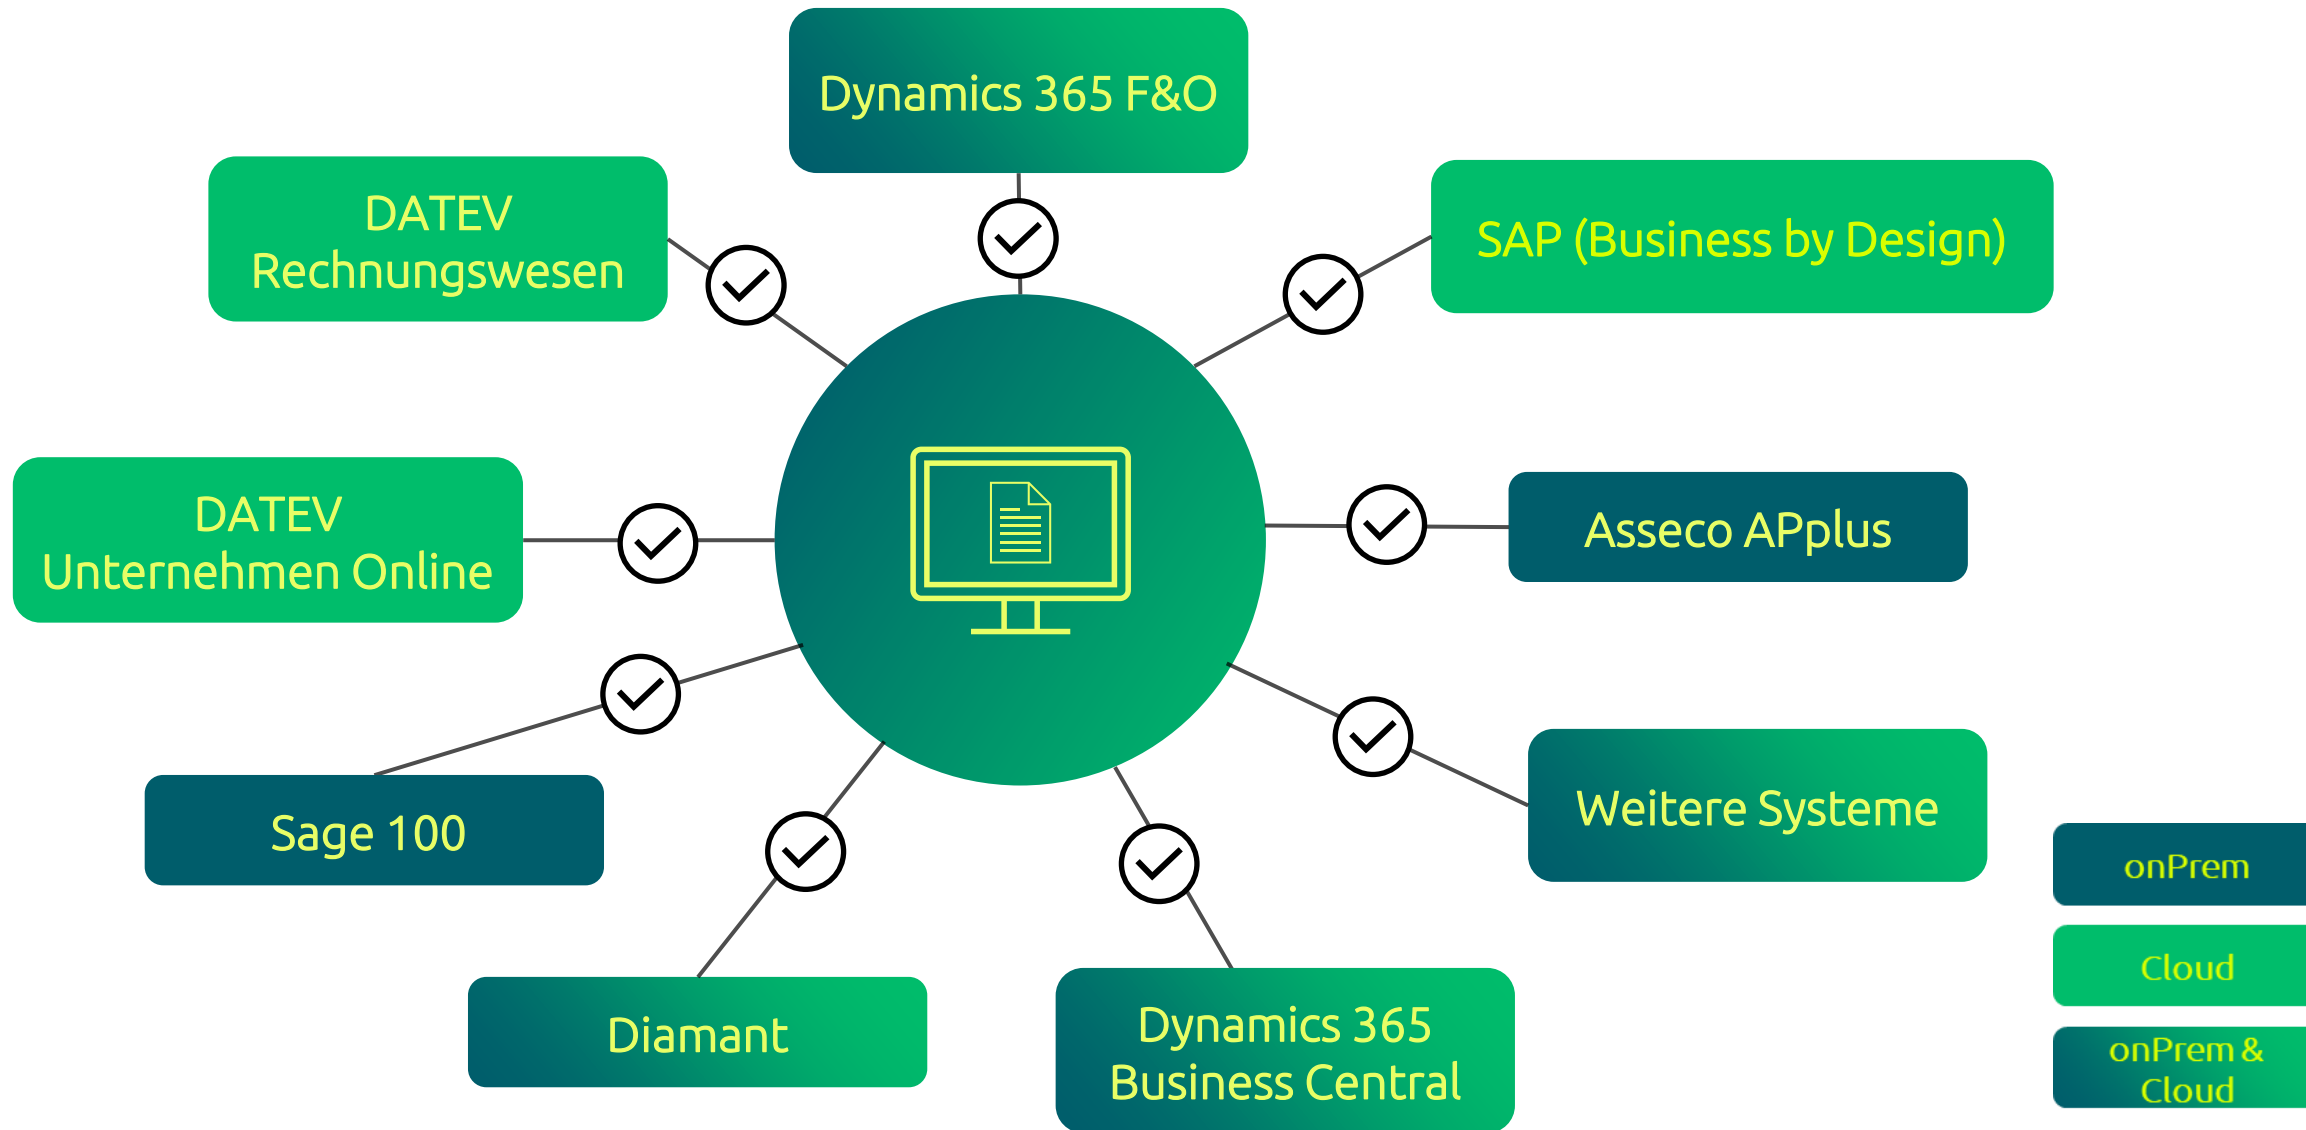 Dynamics 365 F&O
DATEV
Rechnungswesen
SAP (Business by Design)
DATEV
Unternehmen Online
Asseco APplus
Sage 100
Weitere Systeme
Diamant
Dynamics 365
Business Central
onPrem
Cloud
onPrem &
Cloud